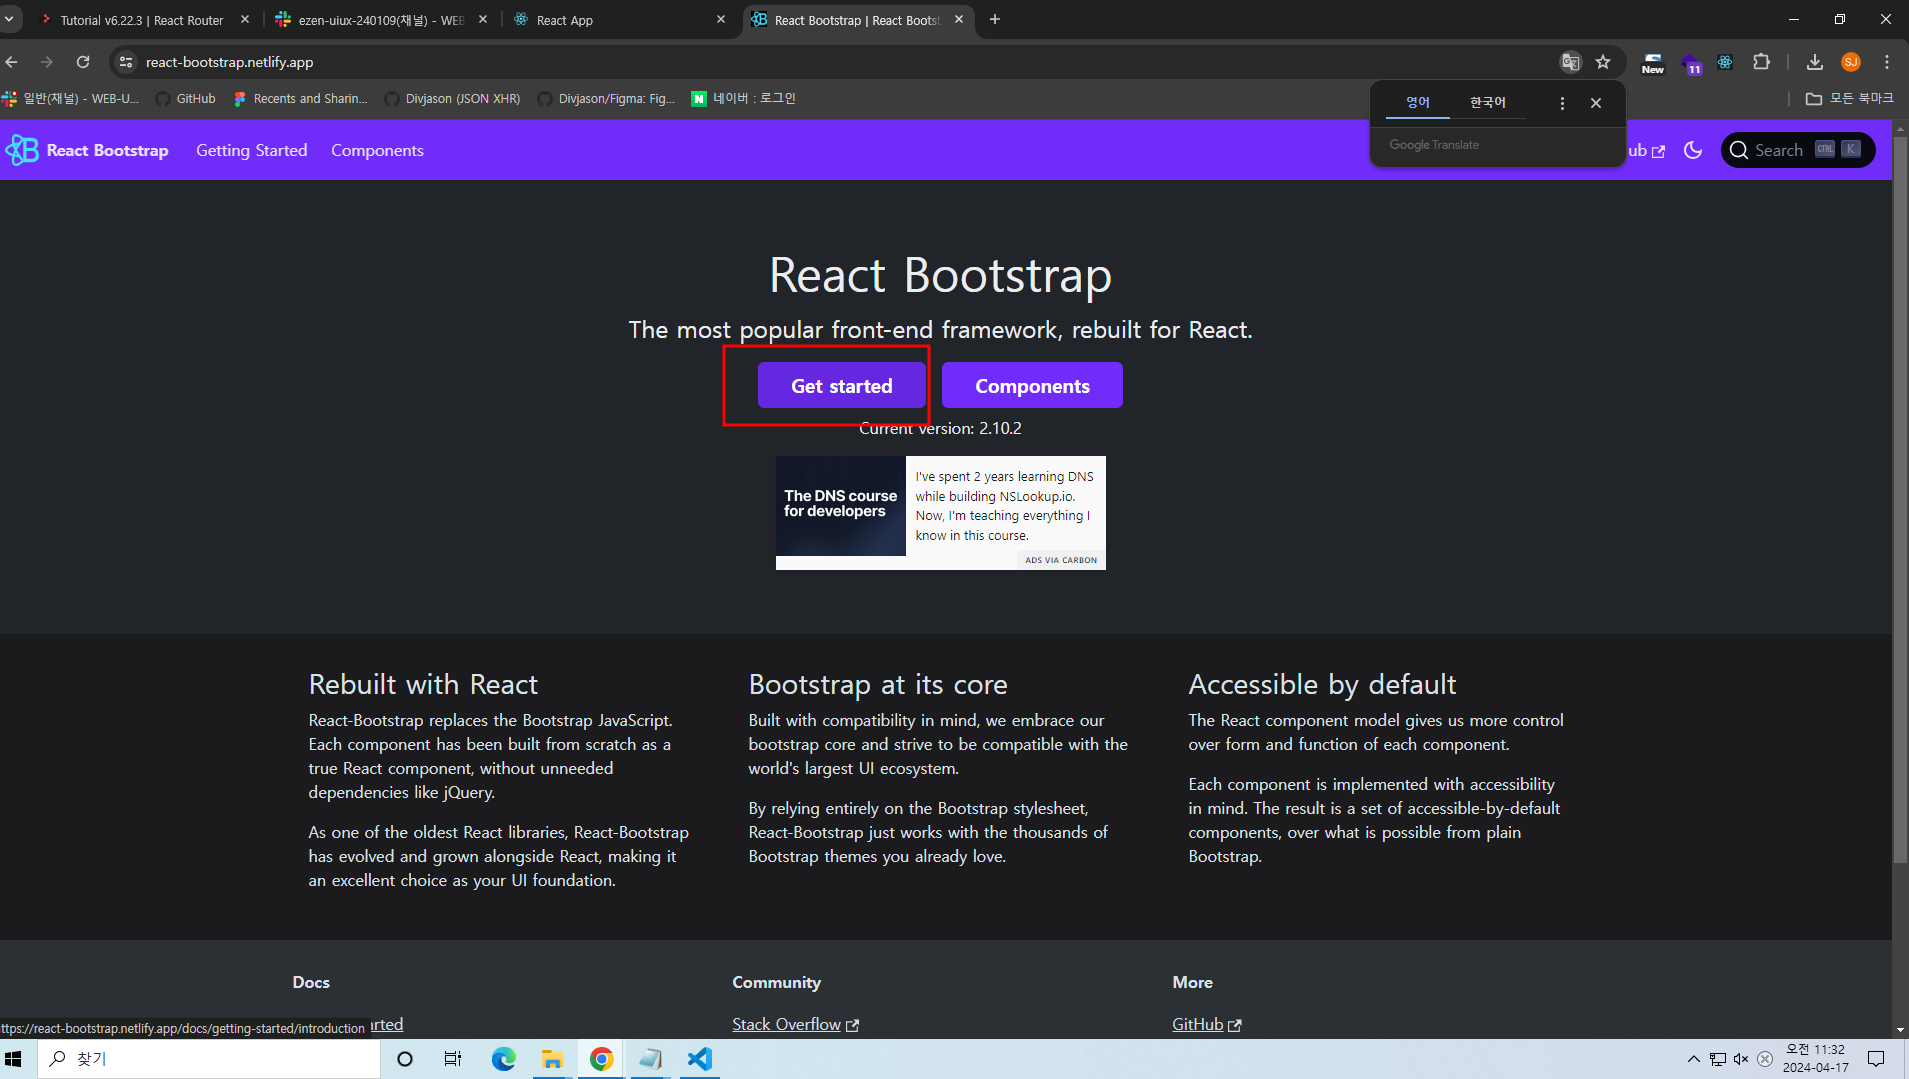 Tutorial v6.22.3 | React Router
ezen-uiux-240109(채널) - WEB
React App
React Bootstrap | React Bootst
react-bootstrap.netlify.app
New
11
SJ
일반(채널) - WEB-U...
GitHub
Recents and Sharin...
Divjason (JSON XHR)
Divjason/Figma: Fig...
N
네이버 : 로그인
모든 북마크
영어
한국어
Google Translate
React Bootstrap
Getting Started
Components
ub
Search
CTRL
K
React Bootstrap
The most popular front-end framework, rebuilt for React.
Get started
Components
Current version: 2.10.2
The DNS course
for developers
I've spent 2 years learning DNS
while building NSLookup.io.
Now, I'm teaching everything I
know in this course.
ADS VIA CARBON
Rebuilt with React
React-Bootstrap replaces the Bootstrap JavaScript.
Each component has been built from scratch as a
true React component, without unneeded
dependencies like jQuery.
As one of the oldest React libraries, React-Bootstrap
has evolved and grown alongside React, making it
an excellent choice as your UI foundation.
Bootstrap at its core
Built with compatibility in mind, we embrace our
bootstrap core and strive to be compatible with the
world's largest UI ecosystem.
By relying entirely on the Bootstrap stylesheet,
React-Bootstrap just works with the thousands of
Bootstrap themes you already love.
Accessible by default
The React component model gives us more control
over form and function of each component.
Each component is implemented with accessibility
in mind. The result is a set of accessible-by-default
components, over what is possible from plain
Bootstrap.
Docs
arted
Community
Stack Overflow
More
GitHub
ttps://react-bootstrap.netlify.app/docs/getting-started/introduction
찾기
오전 11:32
2024-04-17